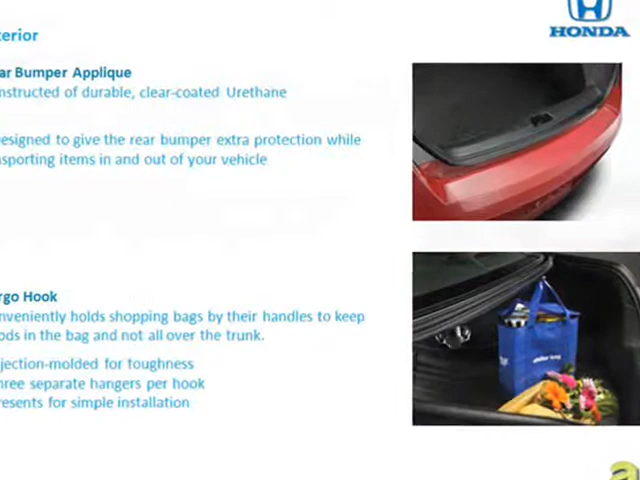 HONDA
terior
ar Bumper Applique
nstructed of durable, clear-coated Urethane
esigned to give the rear bumper extra protection while
nsporting items in and out of your vehicle
rgo Hook
nveniently holds shopping bags by their handles to keep
ods in the bag and not all over the trunk.
jection-molded for toughness
hree separate hangers per hook
resents for simple installation
a